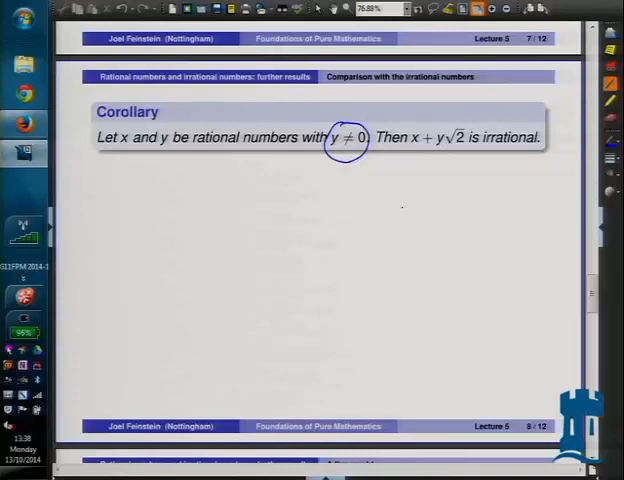 76.88%
Joel Feinstein (Nottingham) Foundations of Pure Mathematics Lecture 5 7 / 12
Rational numbers and irrational numbers: further results Comparison with the irrational numbers
Corollary
Let x and y be rational numbers with y ≠ 0. Then x + y√2 is irrational.
G11FPM 2014-1
96%
Joel Feinstein (Nottingham) Foundations of Pure Mathematics Lecture 5 8 / 12
13:38
Monday
13/10/2014